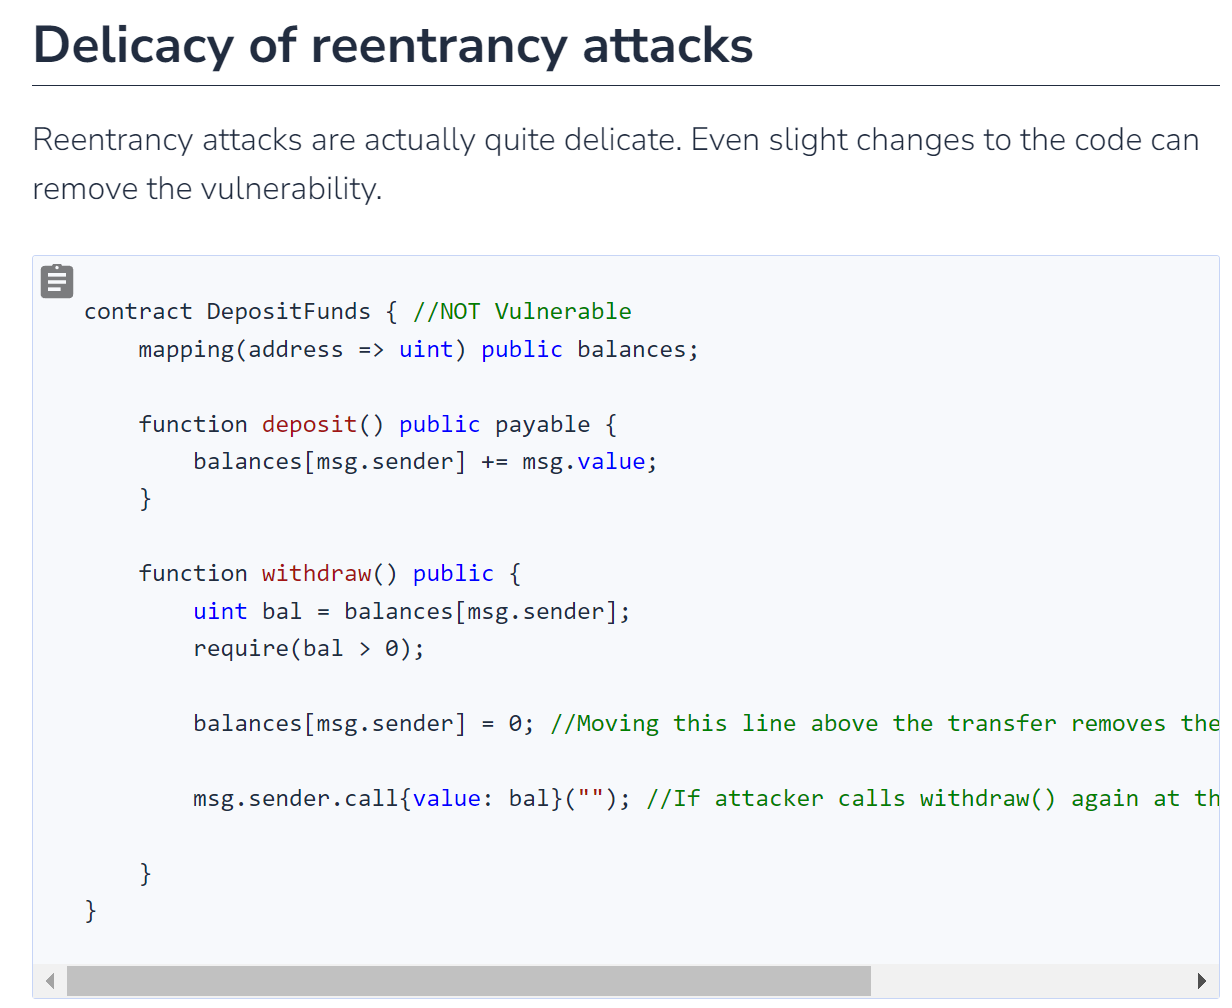 Delicacy of reentrancy attacks
Reentrancy attacks are actually quite delicate. Even slight changes to the code can
remove the vulnerability.
contract DepositFunds { //NOT Vulnerable
    mapping(address => uint) public balances;

    function deposit() public payable {
        balances[msg.sender] += msg.value;
    }

    function withdraw() public {
        uint bal = balances[msg.sender];
        require(bal > 0);

        balances[msg.sender] = 0; //Moving this line above the transfer removes the

        msg.sender.call{value: bal}(""); //If attacker calls withdraw() again at th

    }
}